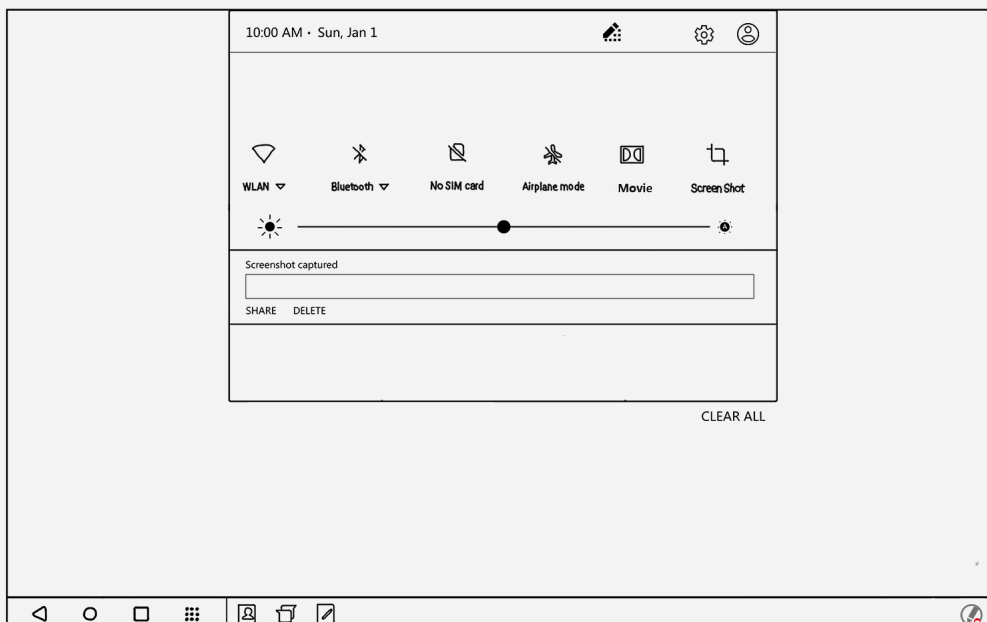 10:00 AM · Sun, Jan 1
WLAN Bluetooth No SIM card Airplane mode Movie Screen Shot
A
Screenshot captured
SHARE DELETE
CLEAR ALL